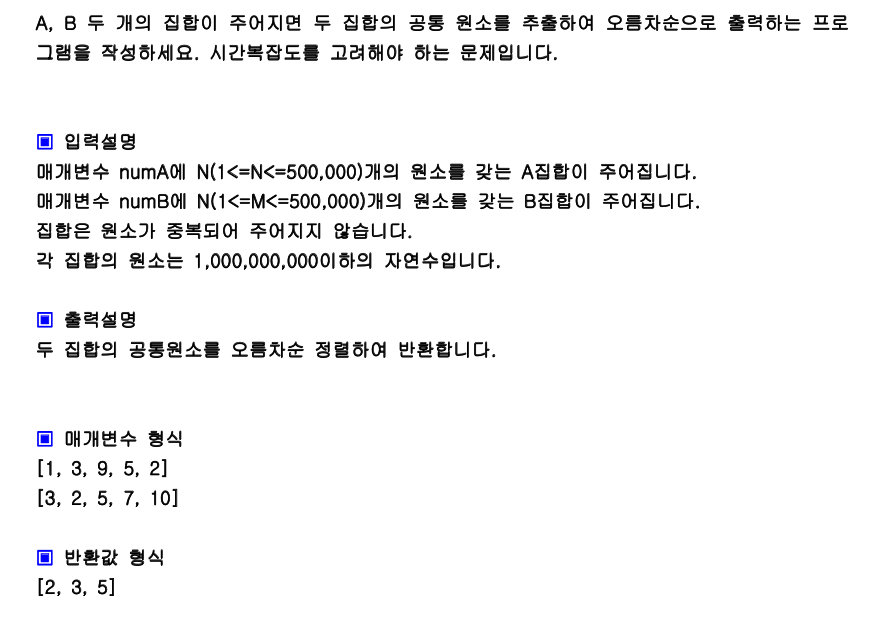 A, B 두 개의 집합이 주어지면 두 집합의 공통 원소를 추출하여 오름차순으로 출력하는 프로
그램을 작성하세요. 시간복잡도를 고려해야 하는 문제입니다.
▣ 입력설명
매개변수 numA에 N(1<=N<=500,000)개의 원소를 갖는 A집합이 주어집니다.
매개변수 numB에 N(1<=M<=500,000)개의 원소를 갖는 B집합이 주어집니다.
집합은 원소가 중복되어 주어지지 않습니다.
각 집합의 원소는 1,000,000,000이하의 자연수입니다.
▣ 출력설명
두 집합의 공통원소를 오름차순 정렬하여 반환합니다.
▣ 매개변수 형식
[1, 3, 9, 5, 2]
[3, 2, 5, 7, 10]
▣ 반환값 형식
[2, 3, 5]